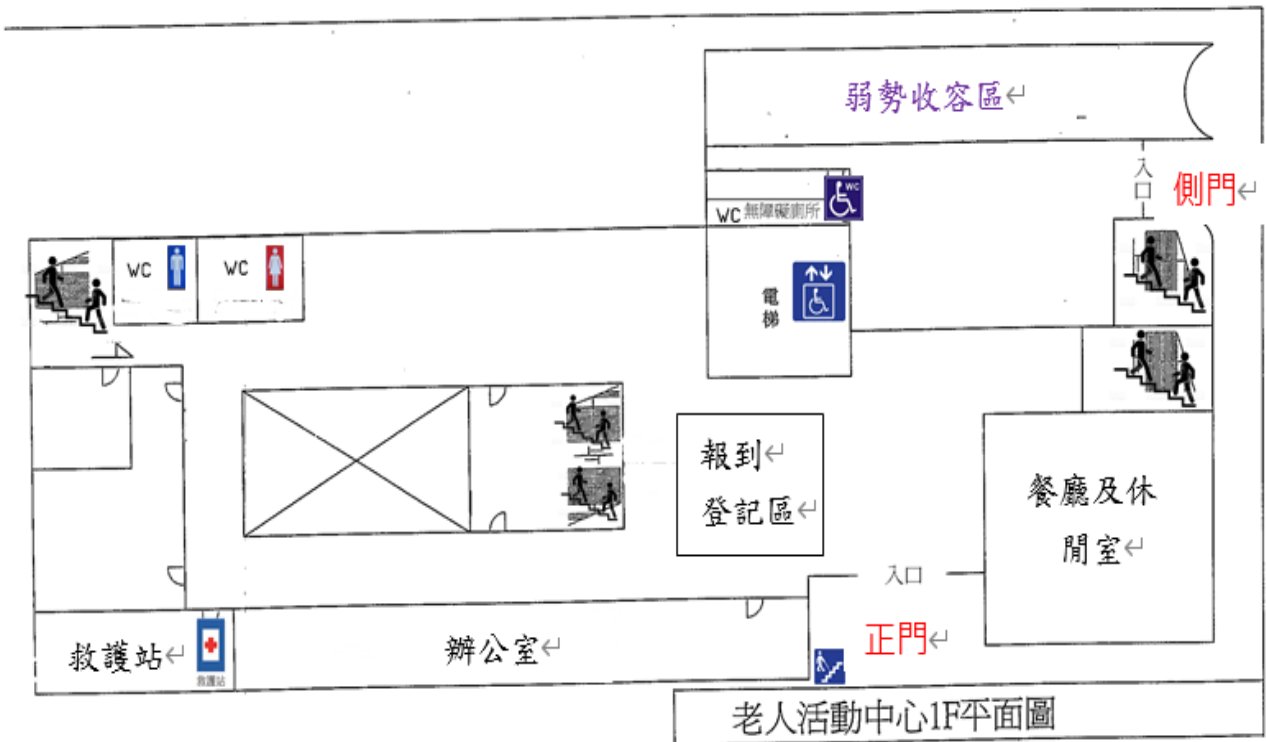 弱勢收容區
入口
側門
WC
WC 無障礙廁所
WC
WC
電梯
報到
登記區
餐廳及休
閒室
入口
正門
救護站
救護站
辦公室
老人活動中心1F平面圖